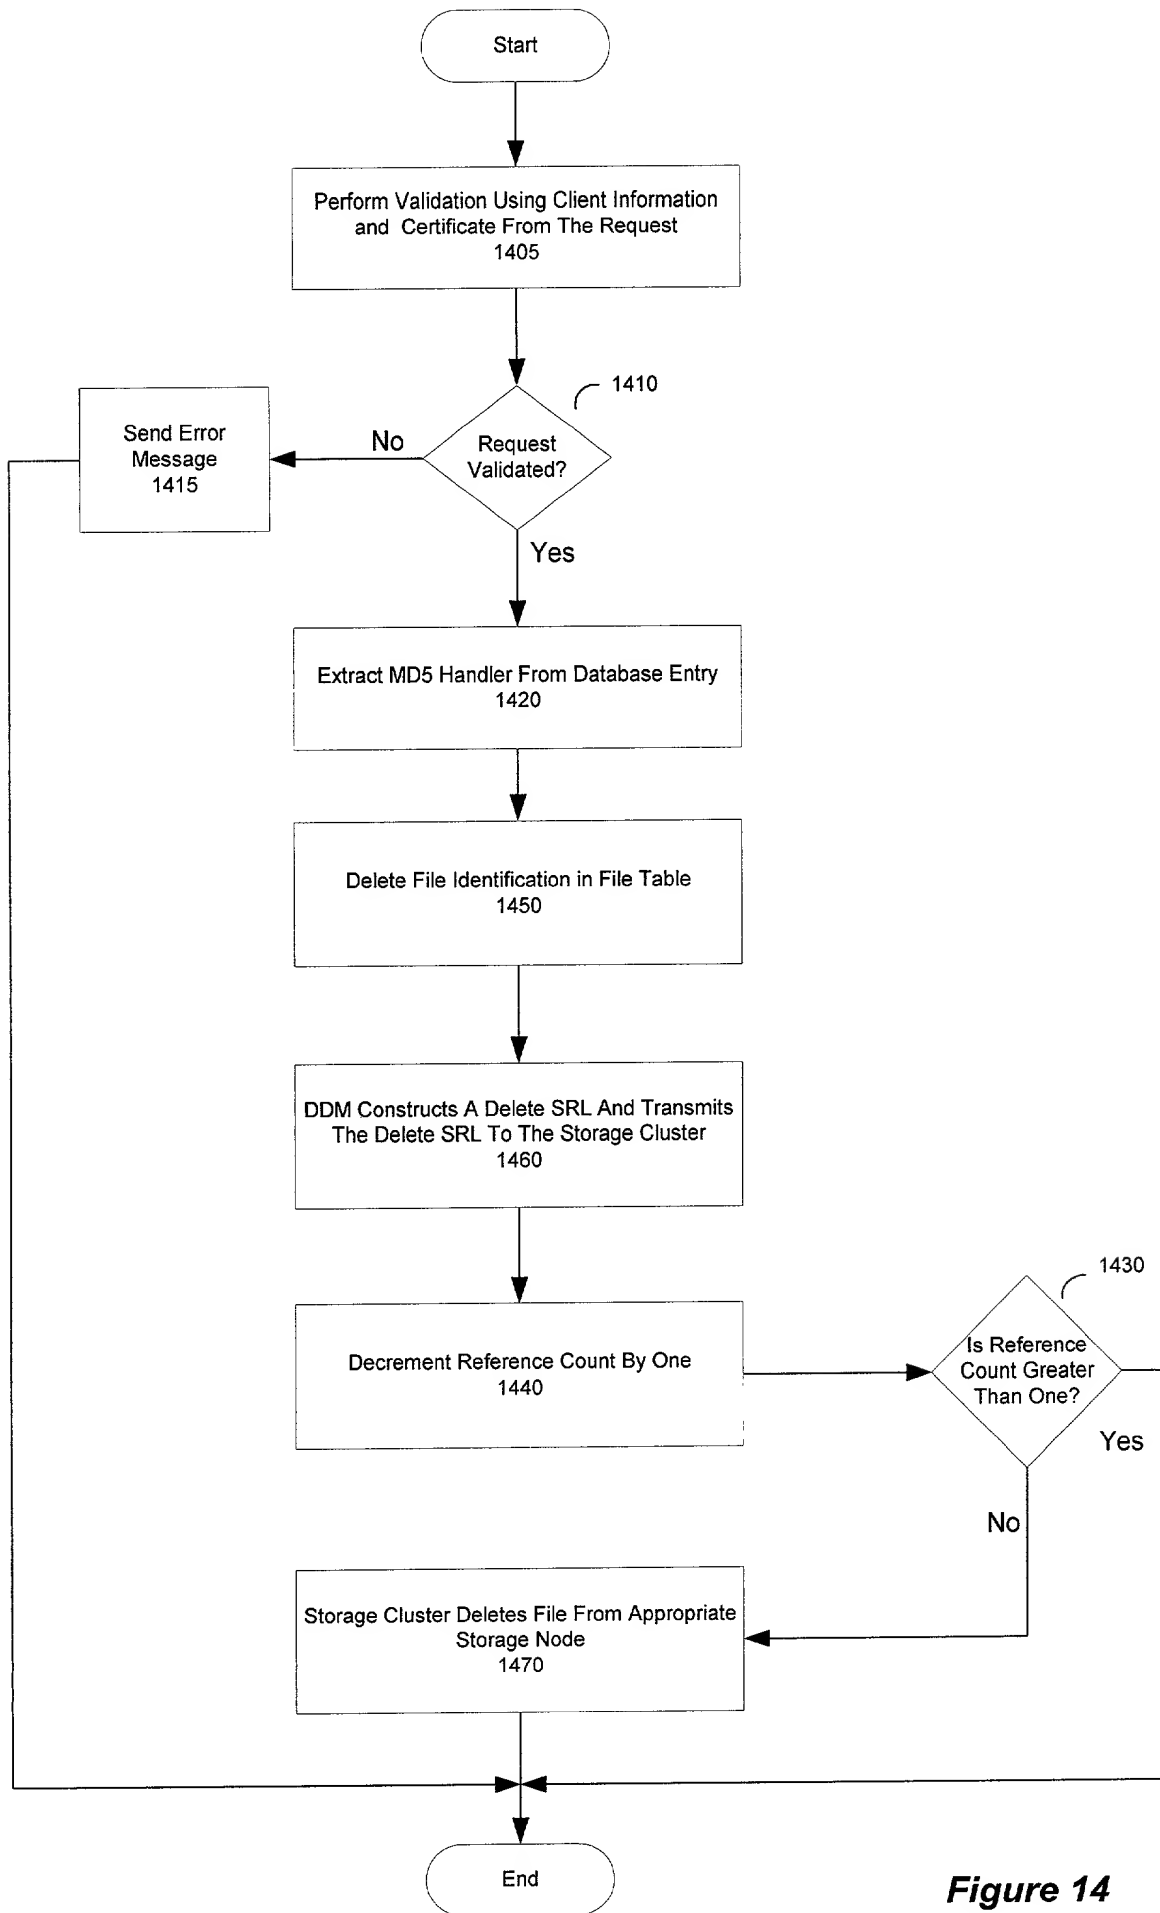 Start
Perform Validation Using Client Information
and Certificate From The Request
1405
1410
Request
Validated?
No
Send Error
Message
1415
Yes
Extract MD5 Handler From Database Entry
1420
Delete File Identification in File Table
1450
DDM Constructs A Delete SRL And Transmits
The Delete SRL To The Storage Cluster
1460
Decrement Reference Count By One
1440
1430
Is Reference
Count Greater
Than One?
Yes
No
Storage Cluster Deletes File From Appropriate
Storage Node
1470
End
Figure 14